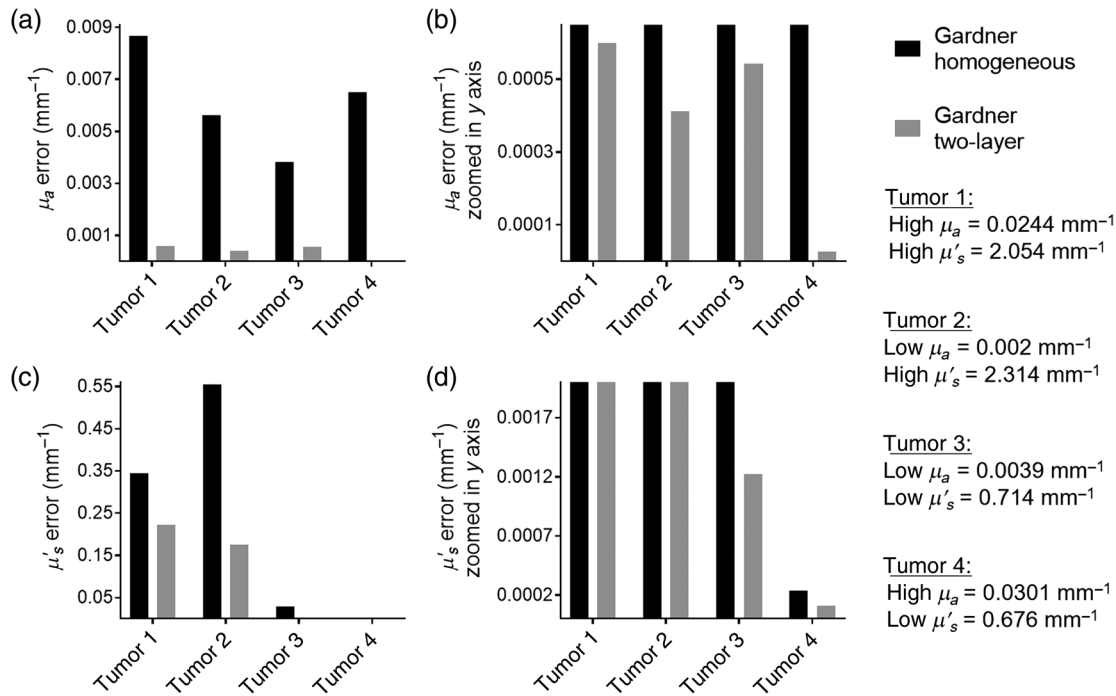 (a)
μa error (mm–1)
0.009
0.007
0.005
0.003
0.001
Tumor 1
Tumor 2
Tumor 3
Tumor 4
(b)
μa error (mm–1)
zoomed in y axis
0.0005
0.0003
0.0001
Tumor 1
Tumor 2
Tumor 3
Tumor 4
Gardner
homogeneous
Gardner
two-layer
(c)
μ's error (mm–1)
0.55
0.45
0.35
0.25
0.15
0.05
Tumor 1
Tumor 2
Tumor 3
Tumor 4
(d)
μ's error (mm–1)
zoomed in y axis
0.0017
0.0012
0.0007
0.0002
Tumor 1
Tumor 2
Tumor 3
Tumor 4
Tumor 1:
High μa = 0.0244 mm–1
High μ's = 2.054 mm–1
Tumor 2:
Low μa = 0.002 mm–1
High μ's = 2.314 mm–1
Tumor 3:
Low μa = 0.0039 mm–1
Low μ's = 0.714 mm–1
Tumor 4:
High μa = 0.0301 mm–1
Low μ's = 0.676 mm–1